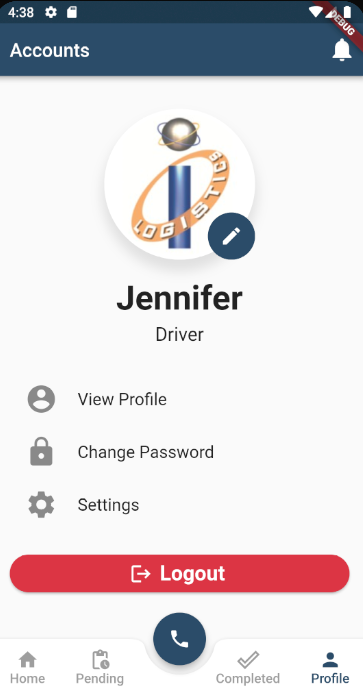 4:38
DEBUG
Accounts
LOGISTICS
Jennifer
Driver
View Profile
Change Password
Settings
Logout
Home
Pending
Completed
Profile